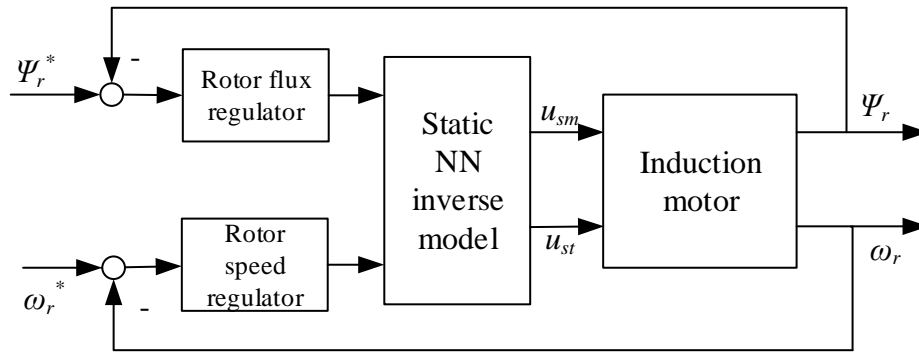 Ψr*
-
Rotor flux
regulator
Static
NN
inverse
model
usm
ust
Induction
motor
Ψr
ωr
ωr*
-
Rotor
speed
regulator